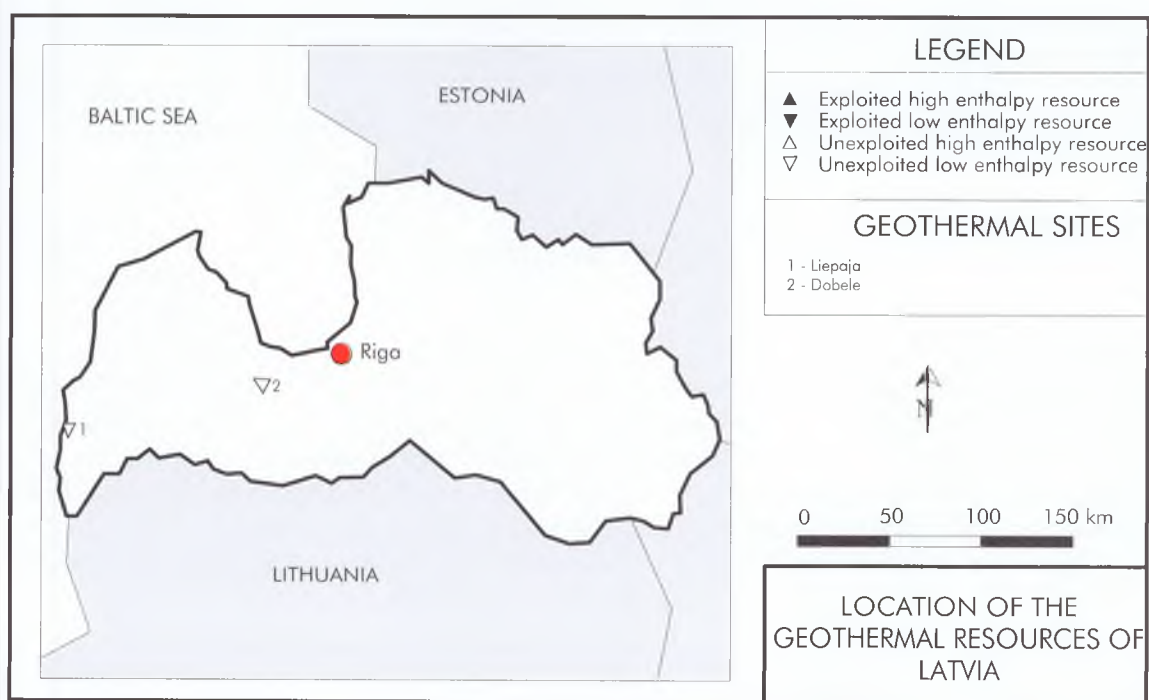 BALTIC SEA
ESTONIA
Riga
2
1
LITHUANIA
LEGEND
▲ Exploited high enthalpy resource
▼ Exploited low enthalpy resource
△ Unexploited high enthalpy resource
▽ Unexploited low enthalpy resource
GEOTHERMAL SITES
1 - Liepaja
2 - Dobele
N
0 50 100 150 km
LOCATION OF THE
GEOTHERMAL RESOURCES OF
LATVIA